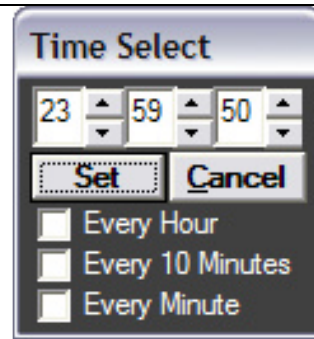 Time Select
23 59 50
Set Cancel
Every Hour
Every 10 Minutes
Every Minute